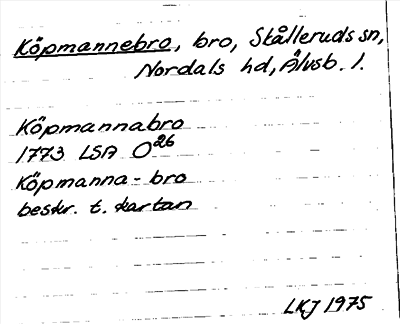 Köpmannebro, bro, Stålleruds sn,
Nordals hd, Älvsb. l.
Köpmannabro
1773 LSA O26
Köpmanna-bro
beskr. t. kartan
LKJ 1975